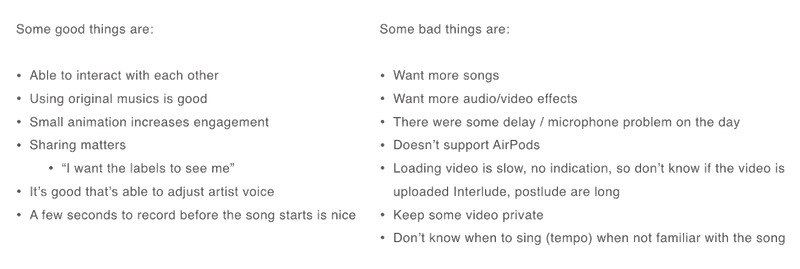 Some good things are:
• Able to interact with each other
• Using original musics is good
• Small animation increases engagement
• Sharing matters
• “I want the labels to see me”
• It’s good that’s able to adjust artist voice
• A few seconds to record before the song starts is nice
Some bad things are:
• Want more songs
• Want more audio/video effects
• There were some delay / microphone problem on the day
• Doesn’t support AirPods
• Loading video is slow, no indication, so don’t know if the video is
uploaded Interlude, postlude are long
• Keep some video private
• Don’t know when to sing (tempo) when not familiar with the song